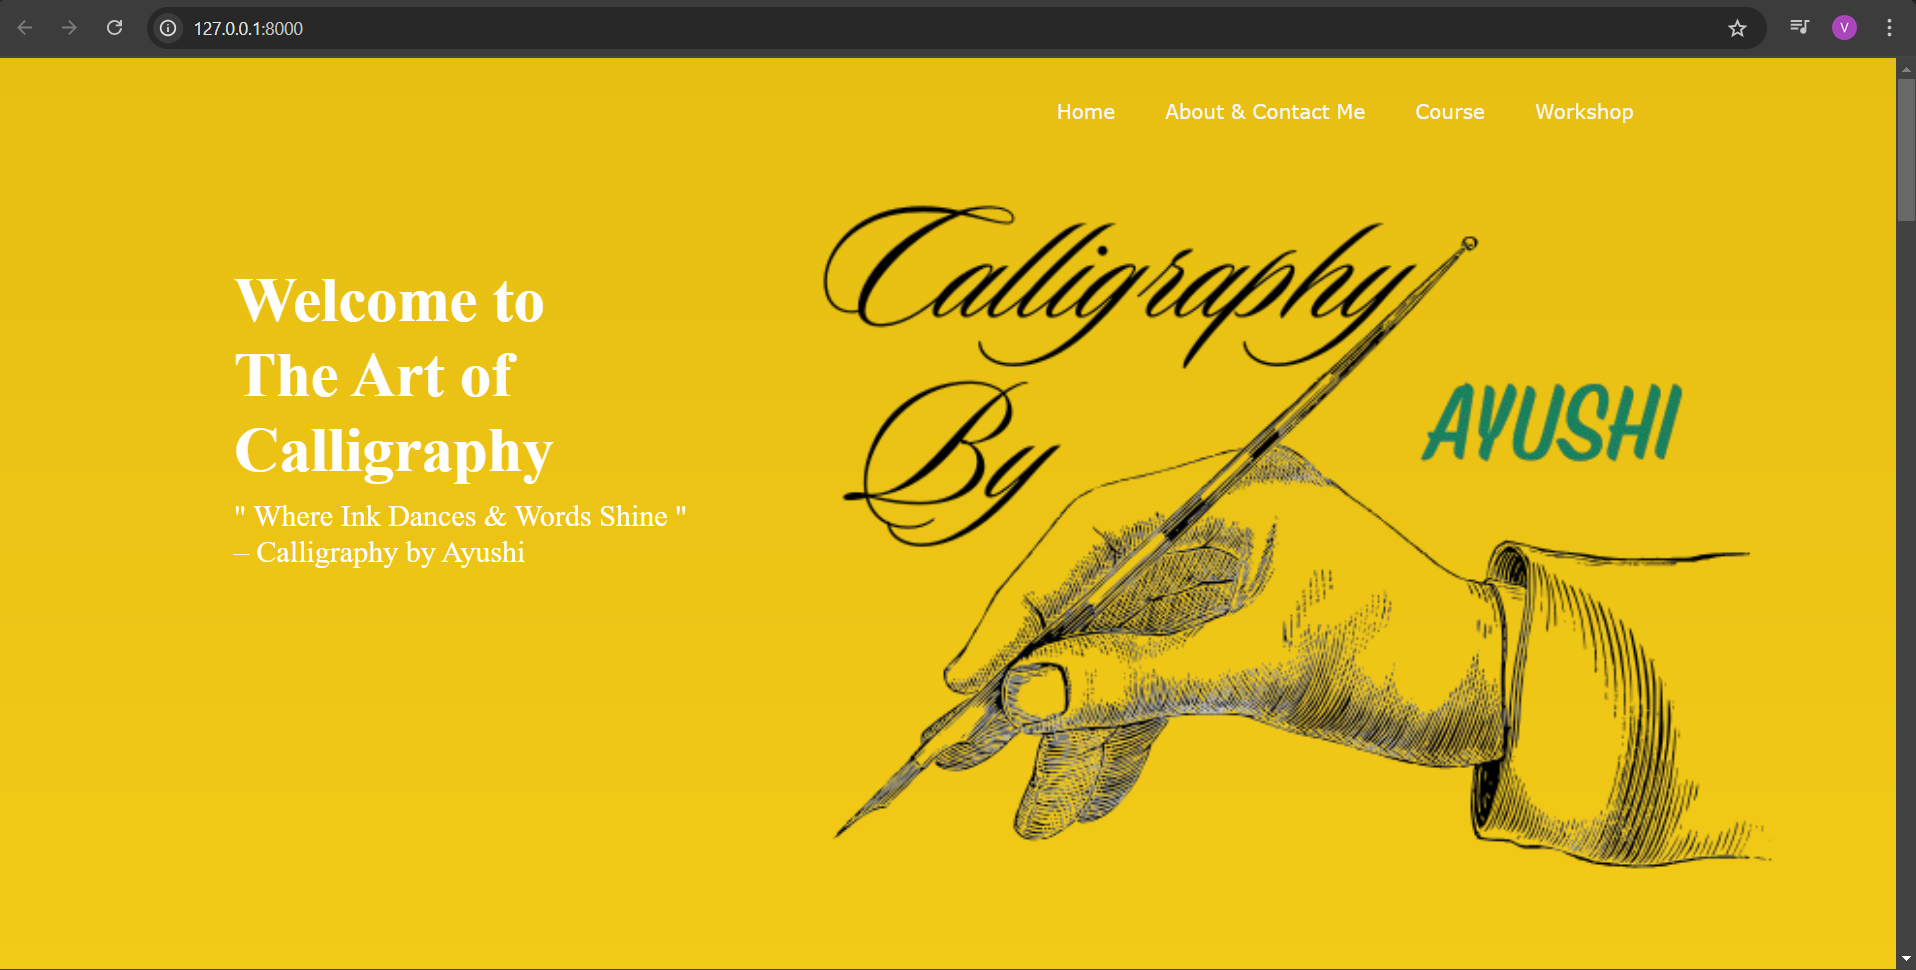 127.0.0.1:8000
V
Home About & Contact Me Course Workshop
Calligraphy
By
AYUSHI
Welcome to
The Art of
Calligraphy
" Where Ink Dances & Words Shine "
– Calligraphy by Ayushi